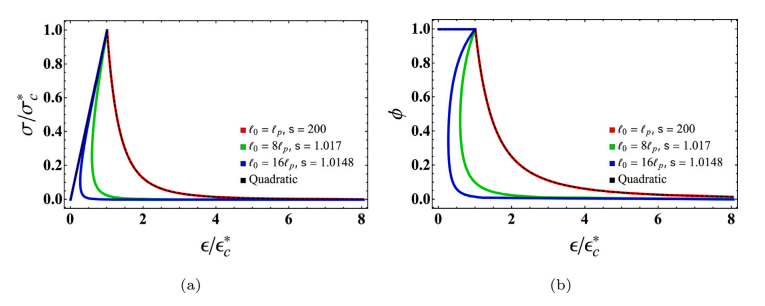 1.0
0.8
0.6
0.4
0.2
0.0
σ/σ*c
ℓ0 = ℓp, s = 200
ℓ0 = 8ℓp, s = 1.017
ℓ0 = 16ℓp, s = 1.0148
Quadratic
0 2 4 6 8
ϵ/ϵ*c
(a)
1.0
0.8
0.6
0.4
0.2
0.0
ϕ
ℓ0 = ℓp, s = 200
ℓ0 = 8ℓp, s = 1.017
ℓ0 = 16ℓp, s = 1.0148
Quadratic
0 2 4 6 8
ϵ/ϵ*c
(b)